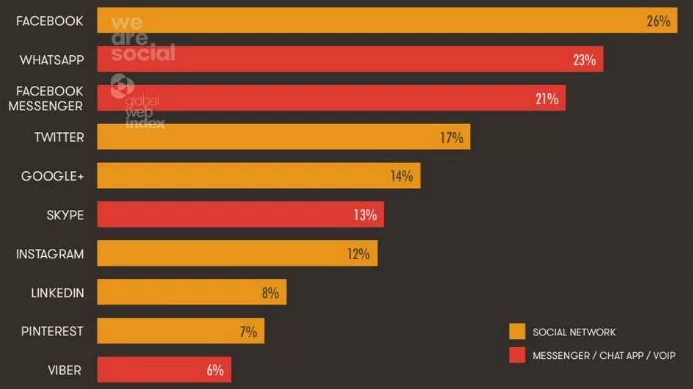 FACEBOOK 26%
we
are
social
WHATSAPP 23%
FACEBOOK
MESSENGER 21%
global
web
index
TWITTER 17%
GOOGLE+ 14%
SKYPE 13%
INSTAGRAM 12%
LINKEDIN 8%
PINTEREST 7%
VIBER 6%
SOCIAL NETWORK
MESSENGER / CHAT APP / VOIP